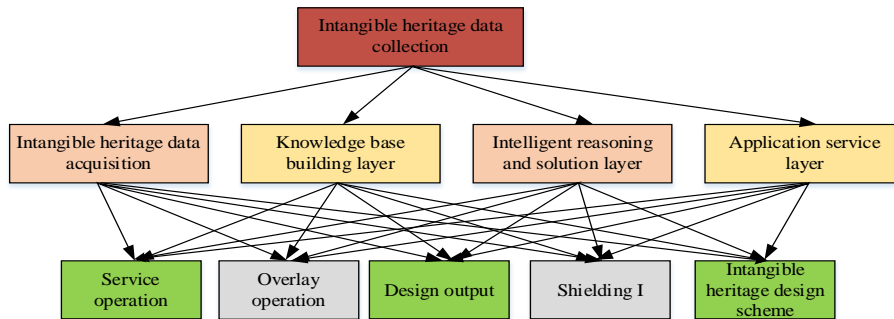 Intangible heritage data
collection
Intangible heritage data
acquisition
Knowledge base
building layer
Intelligent reasoning
and solution layer
Application service
layer
Service
operation
Overlay
operation
Design output
Shielding I
Intangible
heritage design
scheme